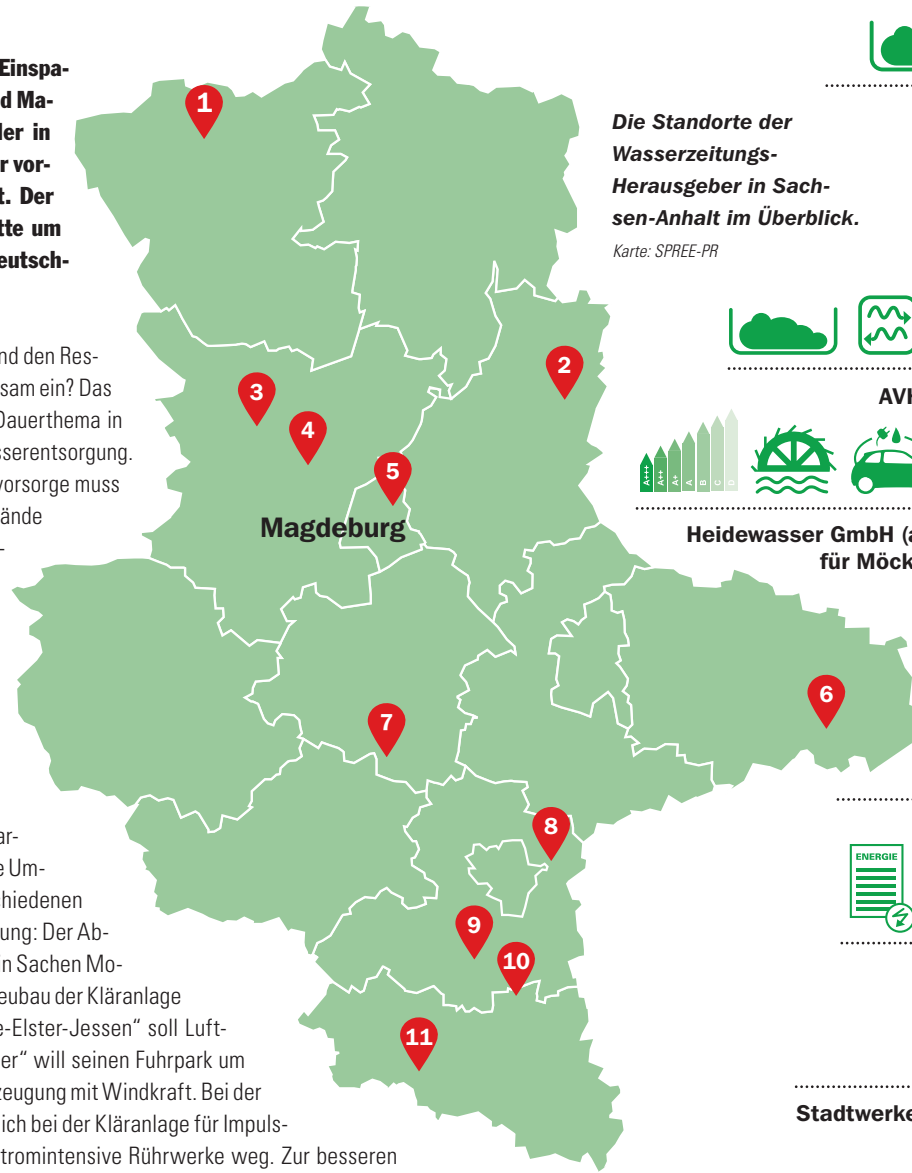 Einspa-
d Ma-
ler in
r vor-
t. Der
tte um
eutsch-
nd den Res-
sam ein? Das
Dauerthema in
sserentsorgung.
vorsorge muss
ände
-
ar-
e Um-
chiedenen
ung: Der Ab-
in Sachen Mo-
eubau der Kläranlage
e-Elster-Jessen“ soll Luft-
er“ will seinen Fuhrpark um
zeugung mit Windkraft. Bei der
lich bei der Kläranlage für Impuls-
tromintensive Rührwerke weg. Zur besseren
1
2
3
4
5
Magdeburg
6
7
8
9
10
11
Die Standorte der
Wasserzeitungs-
Herausgeber in Sach-
sen-Anhalt im Überblick.
Karte: SPREE-PR
AVH
A+++ A++ A+ A B C D
Heidewasser GmbH (a
für Möck
ENERGIE
Stadtwerke